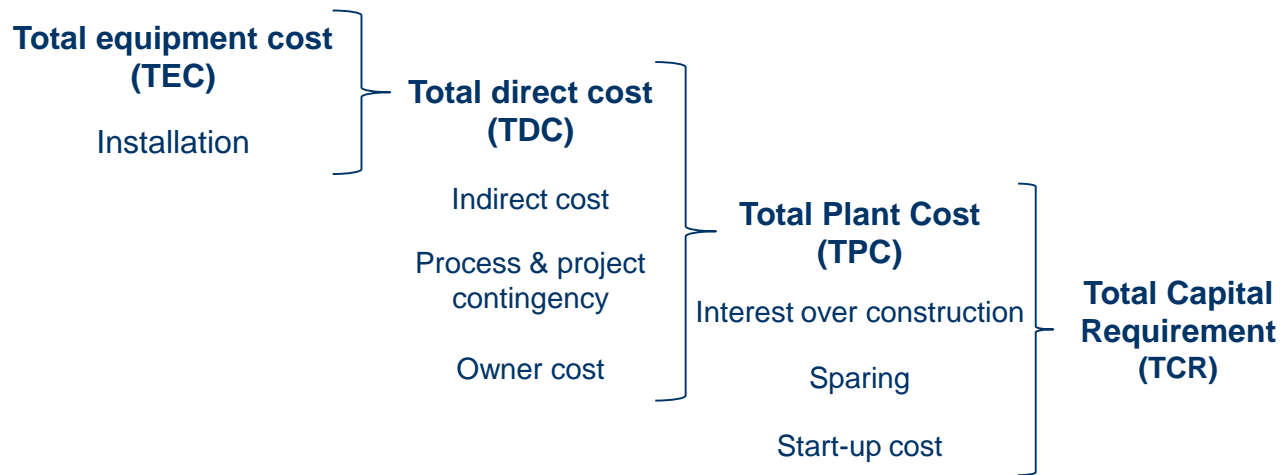 Total equipment cost
(TEC)
Installation
Total direct cost
(TDC)
Indirect cost
Process & project
contingency
Owner cost
Total Plant Cost
(TPC)
Interest over construction
Sparing
Start-up cost
Total Capital
Requirement
(TCR)